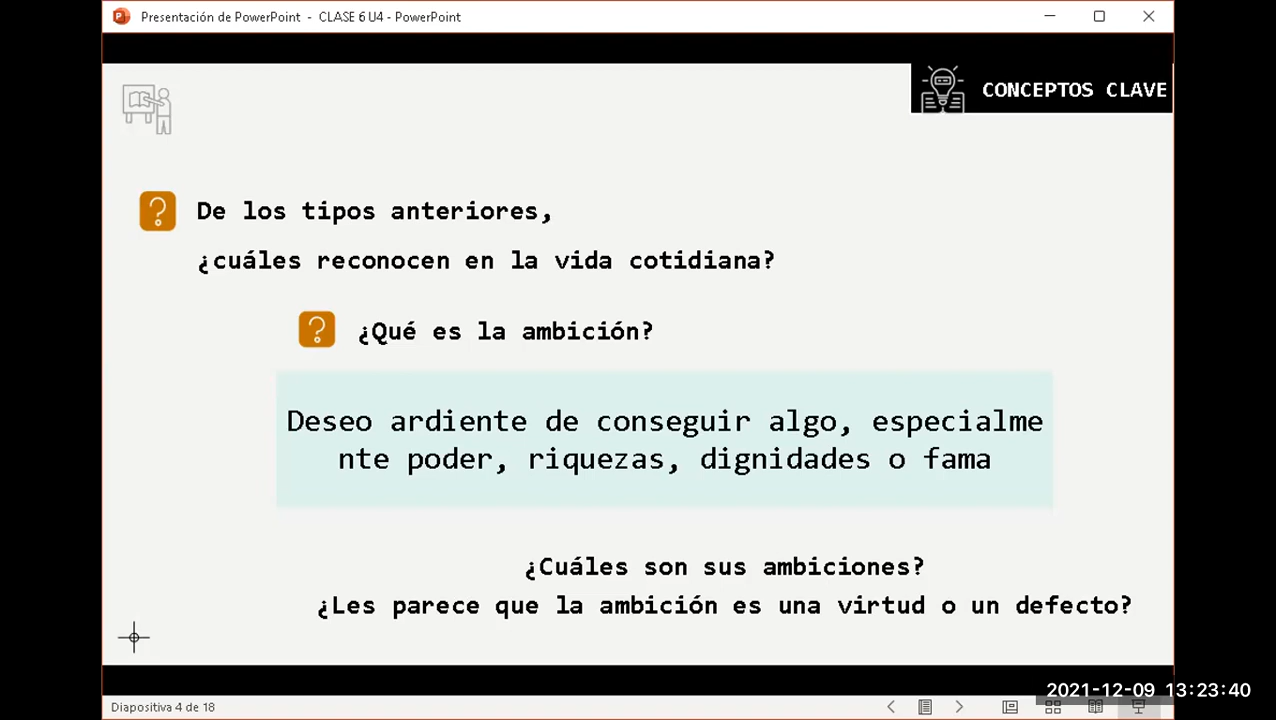 Presentación de PowerPoint - CLASE 6 U4 - PowerPoint
CONCEPTOS CLAVE
De los tipos anteriores,
¿cuáles reconocen en la vida cotidiana?
¿Qué es la ambición?
Deseo ardiente de conseguir algo, especialme
nte poder, riquezas, dignidades o fama
¿Cuáles son sus ambiciones?
¿Les parece que la ambición es una virtud o un defecto?
2021-12-09 13:23:40
Diapositiva 4 de 18